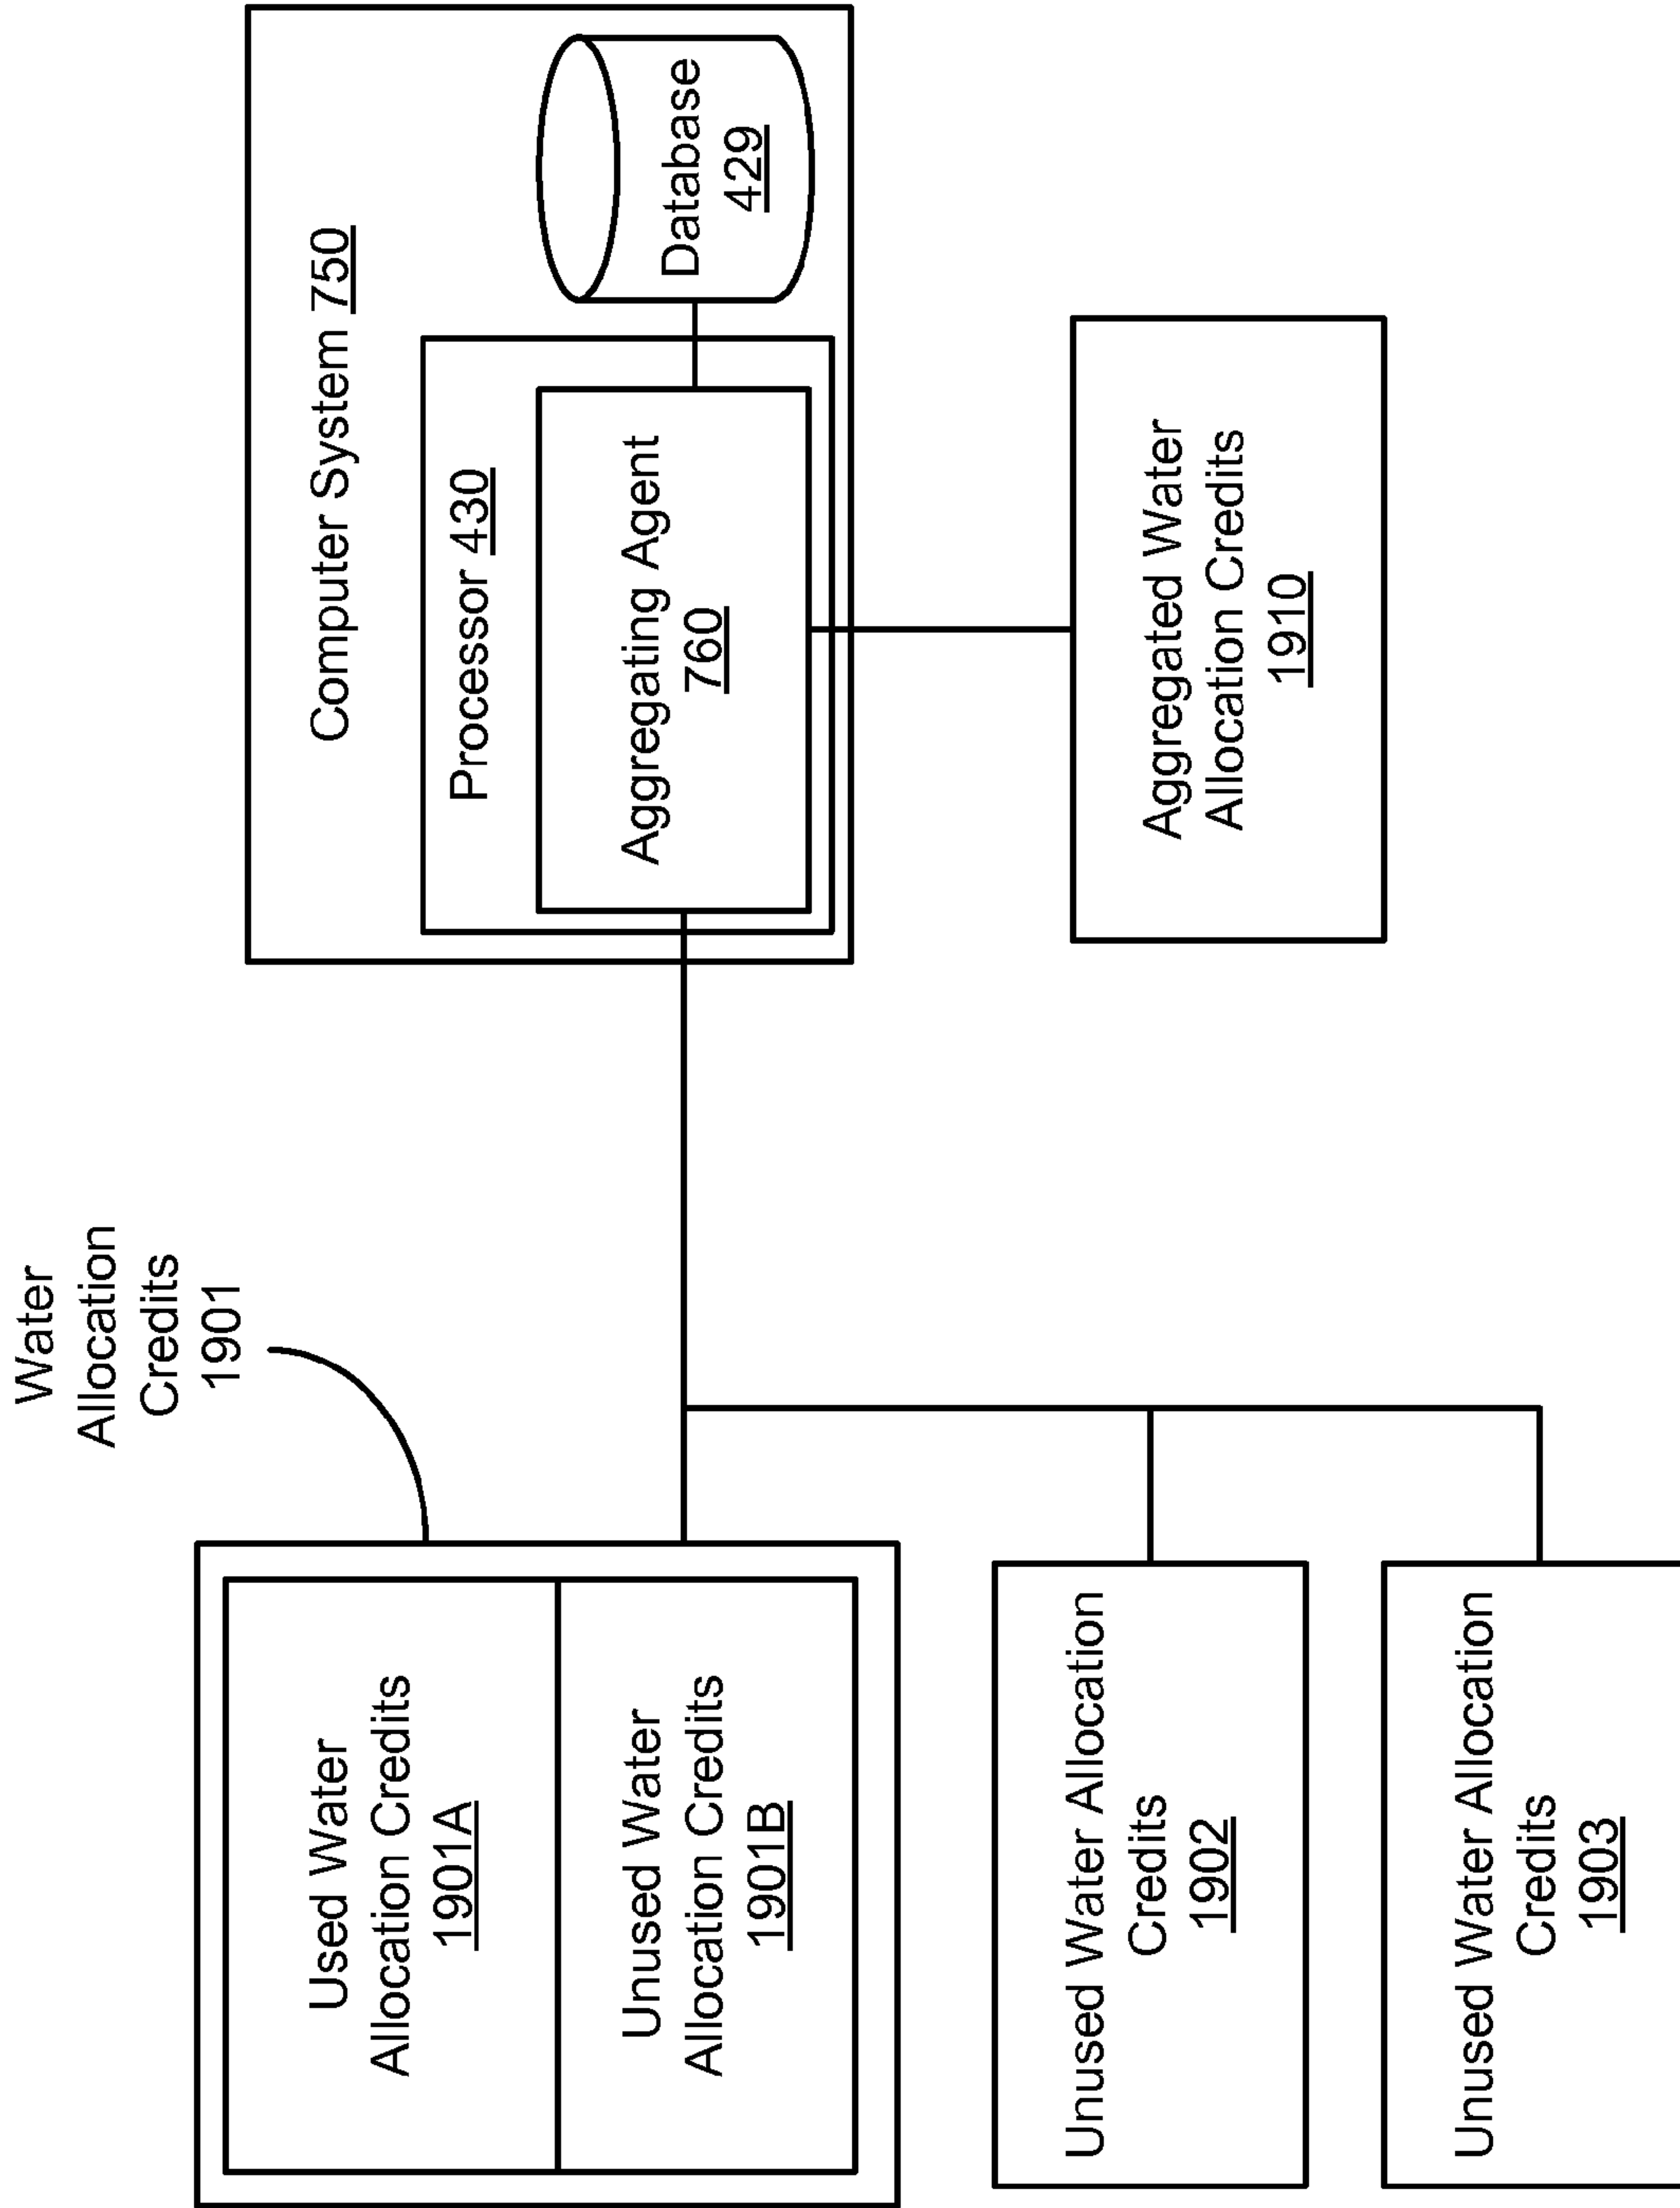 Water
Allocation
Credits
1901
Used Water
Allocation Credits
1901A
Unused Water
Allocation Credits
1901B
Unused Water Allocation
Credits
1902
Unused Water Allocation
Credits
1903
Computer System 750
Processor 430
Aggregating Agent
760
Database
429
Aggregated Water
Allocation Credits
1910